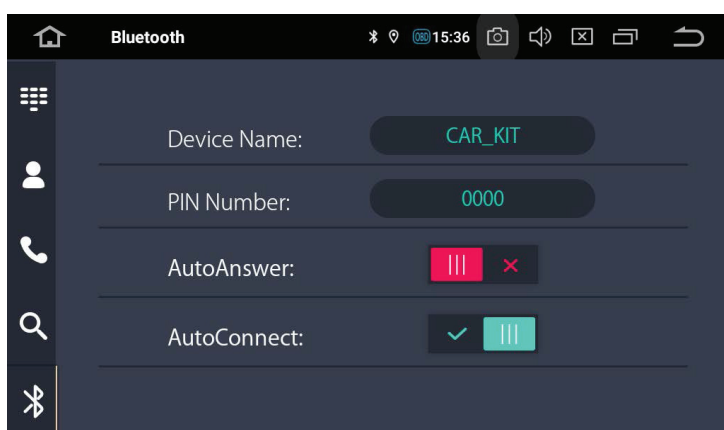 Bluetooth
OBD 15:36
Device Name: CAR_KIT
PIN Number: 0000
AutoAnswer:
AutoConnect: